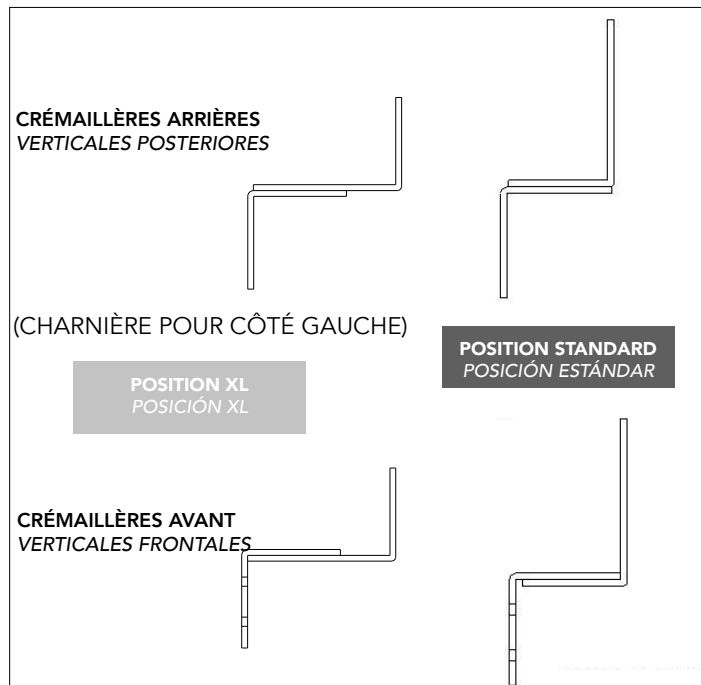 CRÉMAILLÈRES ARRIÈRES
VERTICALES POSTERIORES
(CHARNIÈRE POUR CÔTÉ GAUCHE)
POSITION STANDARD
POSICIÓN ESTÁNDAR
POSITION XL
POSICIÓN XL
CRÉMAILLÈRES AVANT
VERTICALES FRONTALES